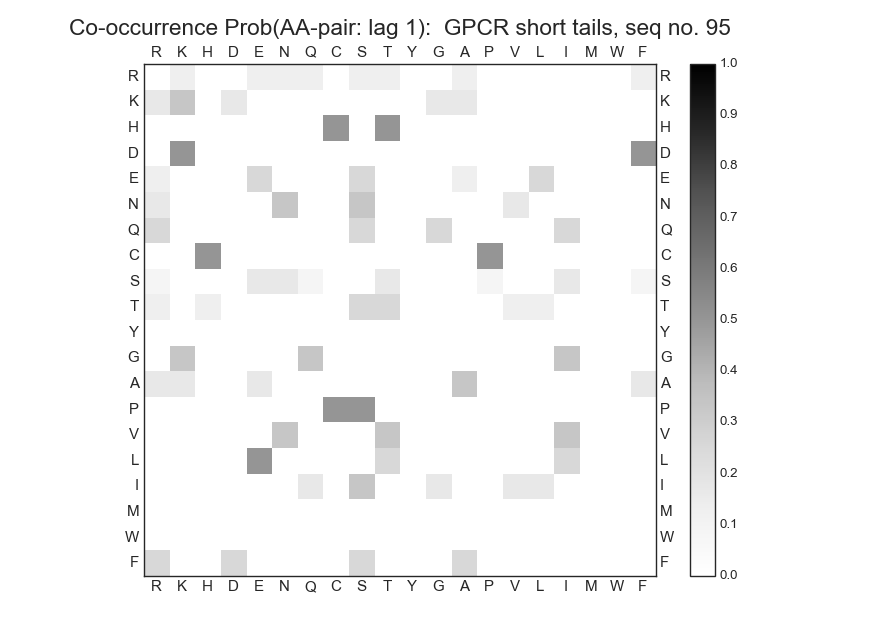 Co-occurrence Prob(AA-pair: lag 1):  GPCR short tails, seq no. 95
R K H D E N Q C S T Y G A P V L I M W F
R R 1.0
K K 0.9
H H
D D 0.8
E E
N N 0.7
Q Q
C C 0.6
S S
T T 0.5
Y Y
G G 0.4
A A
P P 0.3
V V
L L 0.2
I I
M M 0.1
W W
F F 0.0
R K H D E N Q C S T Y G A P V L I M W F